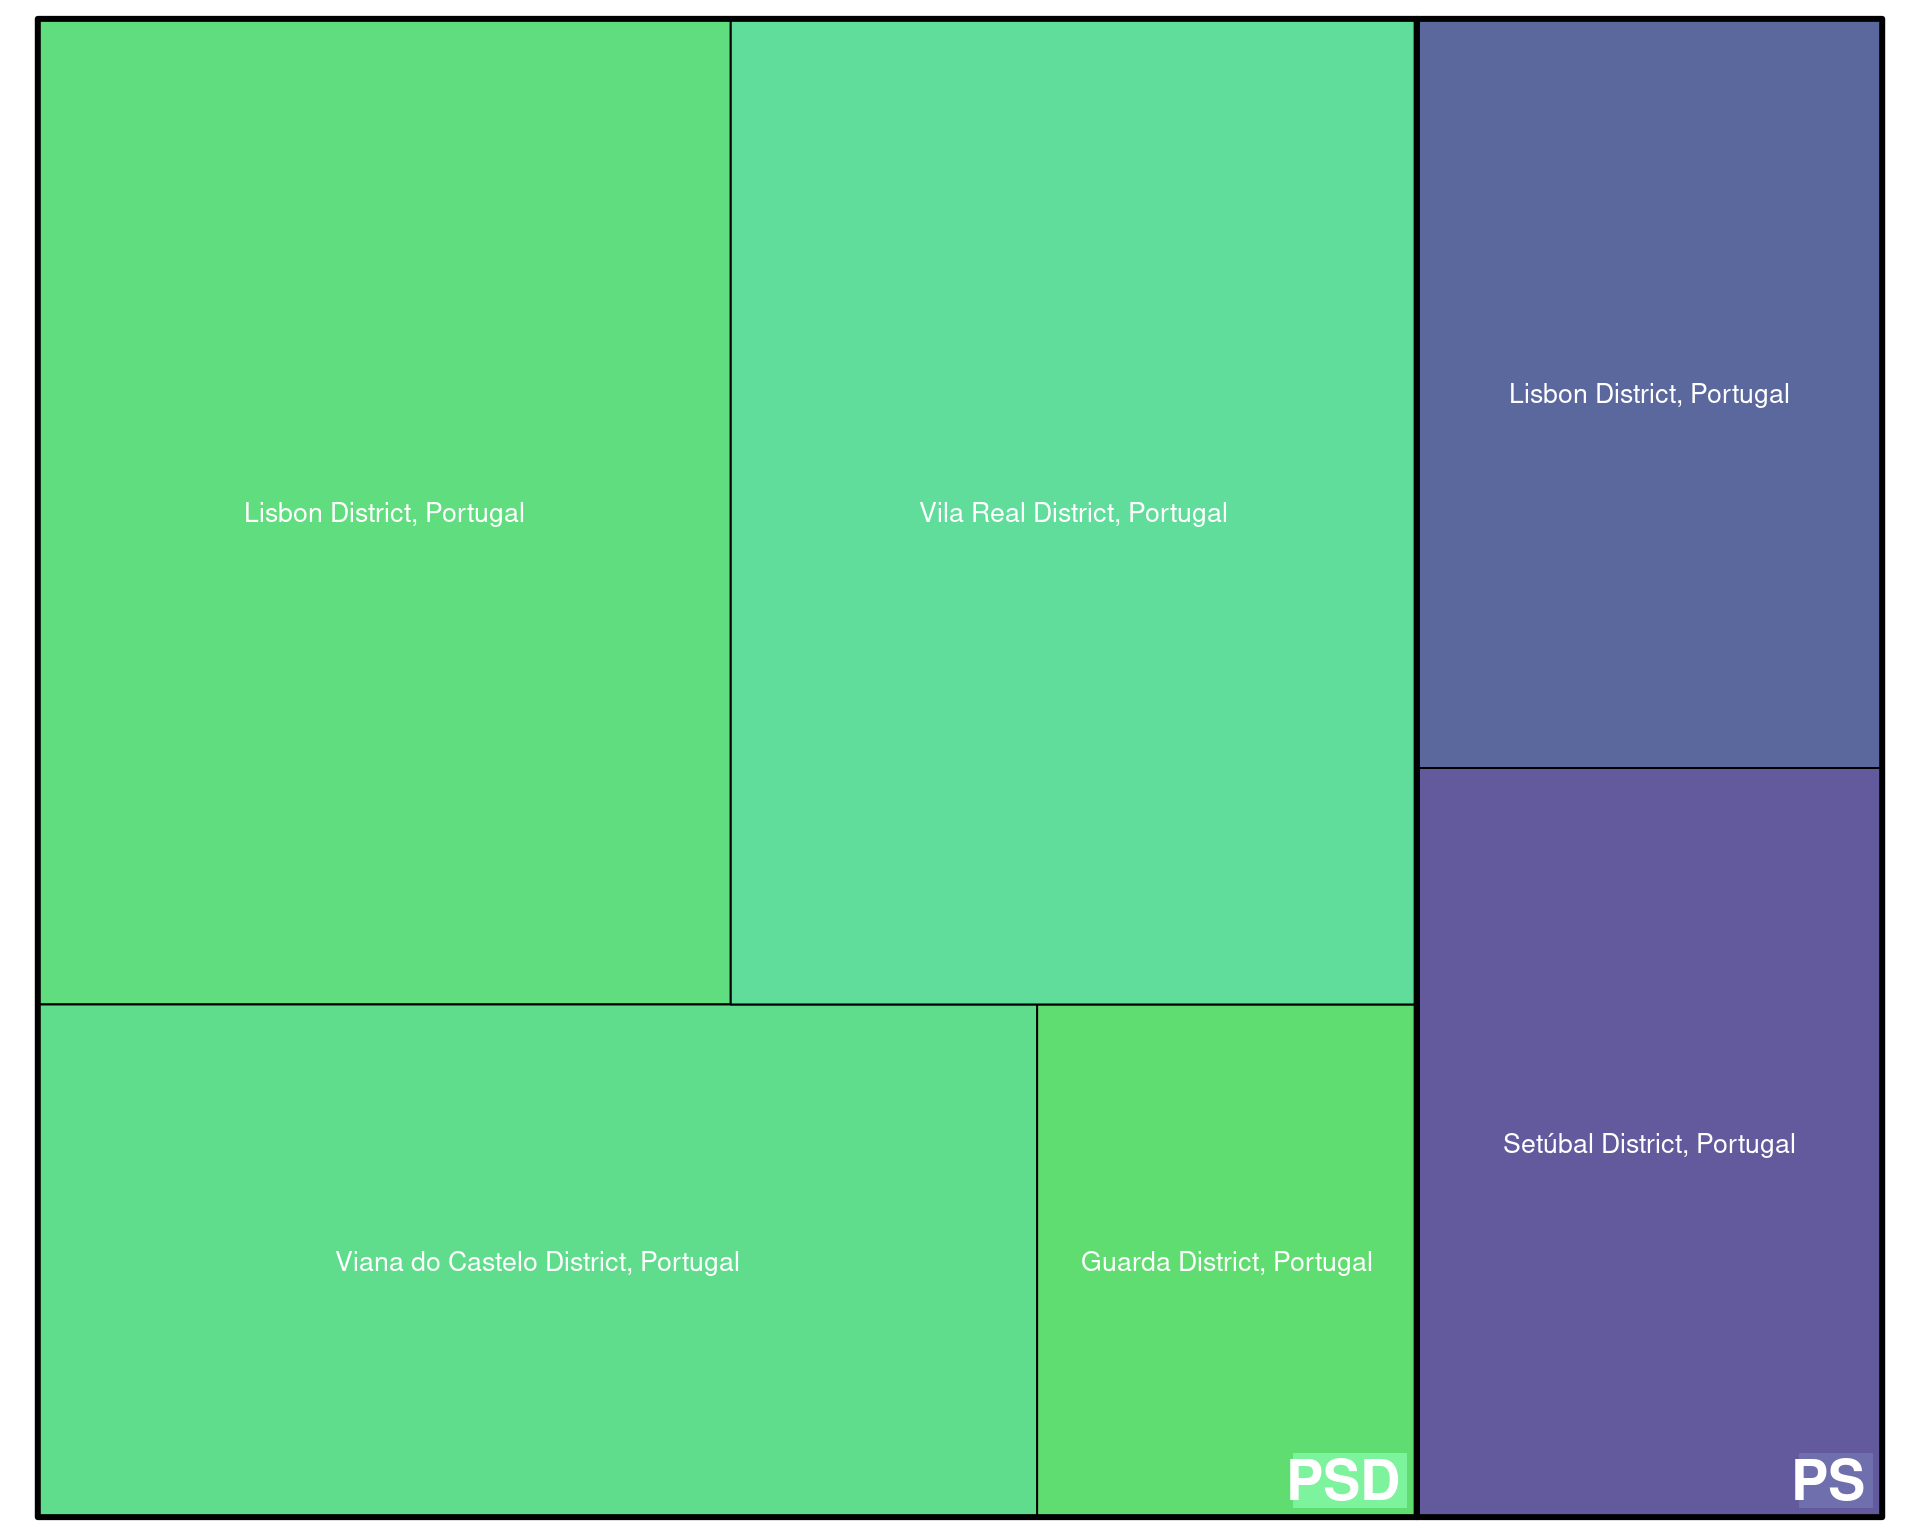 Lisbon District, Portugal
Vila Real District, Portugal
Lisbon District, Portugal
Setúbal District, Portugal
Viana do Castelo District, Portugal
Guarda District, Portugal
PSD
PS